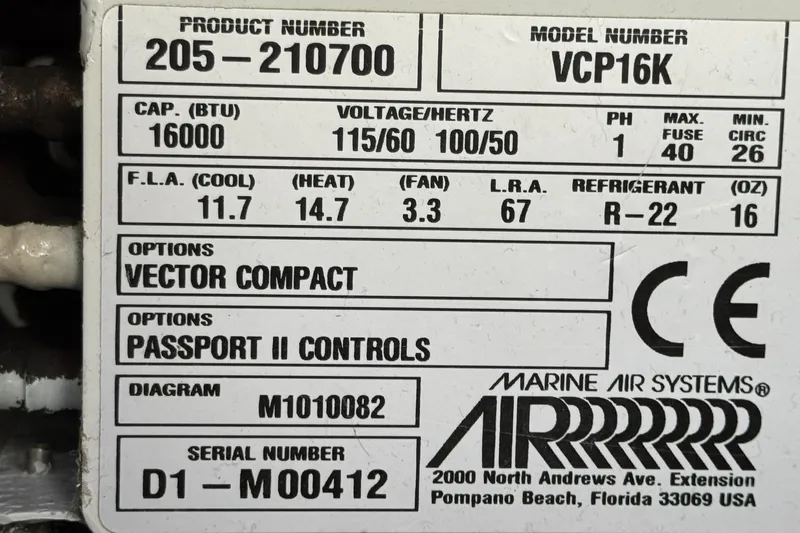 PRODUCT NUMBER
205-210700
MODEL NUMBER
VCP16K
CAP. (BTU) VOLTAGE/HERTZ PH MAX. FUSE MIN. CIRC
16000 115/60 100/50 1 40 26
F.L.A. (COOL) (HEAT) (FAN) L.R.A. REFRIGERANT (OZ)
11.7 14.7 3.3 67 R-22 16
OPTIONS
VECTOR COMPACT
OPTIONS
PASSPORT II CONTROLS
CE
DIAGRAM M1010082
SERIAL NUMBER
D1-M00412
MARINE AIR SYSTEMS®
AIR
2000 North Andrews Ave. Extension
Pompano Beach, Florida 33069 USA